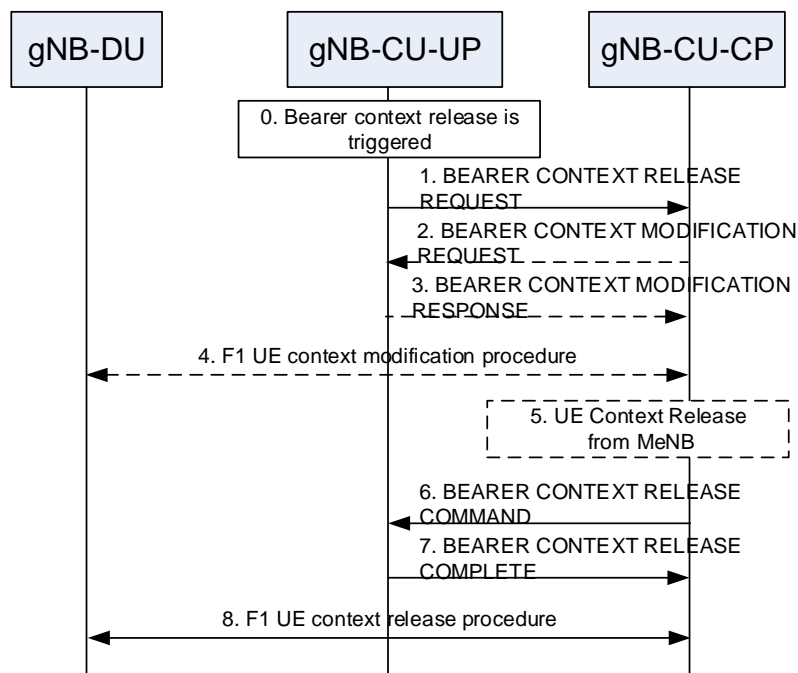 gNB-DU
gNB-CU-UP
gNB-CU-CP
0. Bearer context release is
triggered
1. BEARER CONTEXT RELEASE
REQUEST
2. BEARER CONTEXT MODIFICATION
REQUEST
3. BEARER CONTEXT MODIFICATION
RESPONSE
4. F1 UE context modification procedure
5. UE Context Release
from MeNB
6. BEARER CONTEXT RELEASE
COMMAND
7. BEARER CONTEXT RELEASE
COMPLETE
8. F1 UE context release procedure